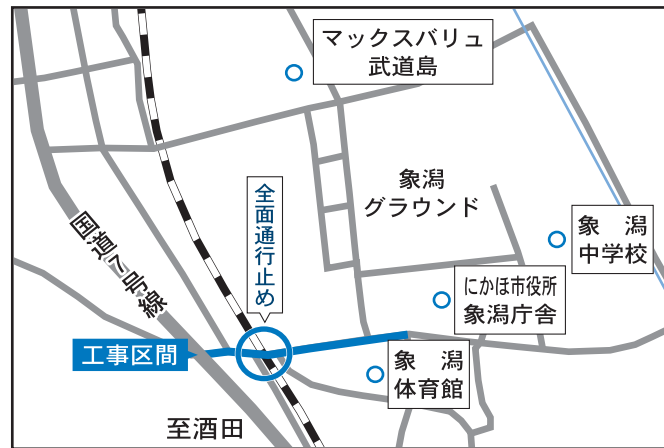 マックスバリュ
武道島
象潟
グラウンド
全面通行止め
象潟
中学校
国道7号線
にかほ市役所
象潟庁舎
工事区間
象潟
体育館
至酒田